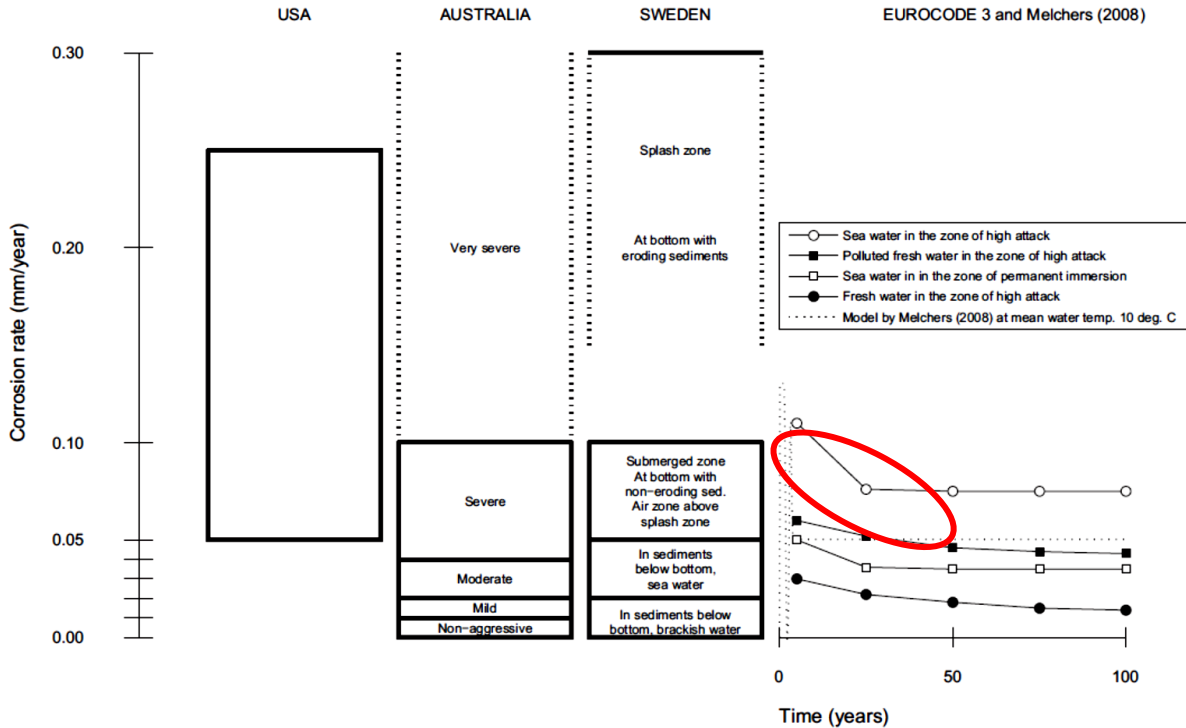 USA
AUSTRALIA
SWEDEN
EUROCODE 3 and Melchers (2008)
Corrosion rate (mm/year)
0.30
0.20
0.10
0.05
0.00
Very severe
Severe
Moderate
Mild
Non−aggressive
Splash zone
At bottom with
eroding sediments
Submerged zone
At bottom with
non−eroding sed.
Air zone above
splash zone
In sediments
below bottom,
sea water
In sediments below
bottom, brackish water
Sea water in the zone of high attack
Polluted fresh water in the zone of high attack
Sea water in in the zone of permanent immersion
Fresh water in the zone of high attack
Model by Melchers (2008) at mean water temp. 10 deg. C
0
50
100
Time (years)